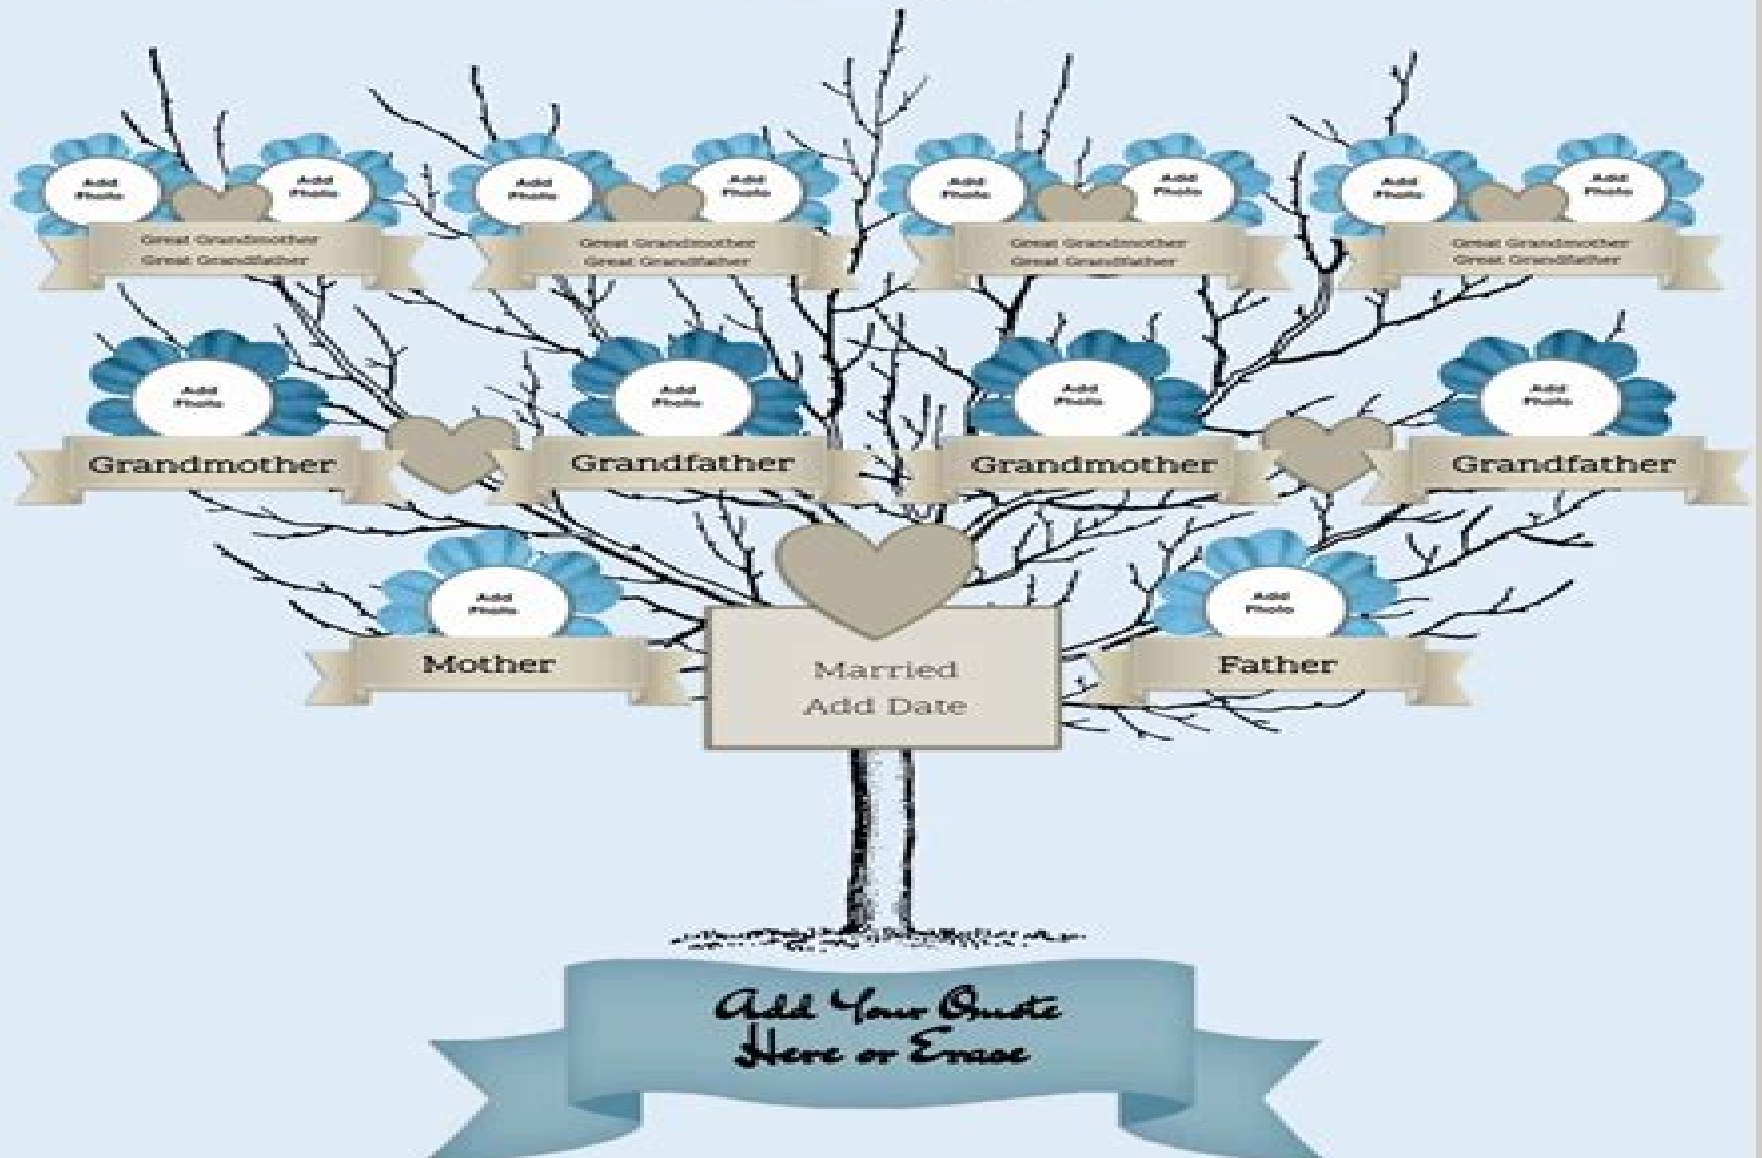 Add Add Add Add Add Add Add Add
Photo Photo Photo Photo Photo Photo Photo Photo
Great Grandmother Great Grandmother Great Grandmother Great Grandmother
Great Grandfather Great Grandfather Great Grandfather Great Grandfather
Add Add Add Add
Photo Photo Photo Photo
Grandmother Grandfather Grandmother Grandfather
Add Add
Photo Photo
Mother Father
Married
Add Date
Add Your Quote
Here or Erase